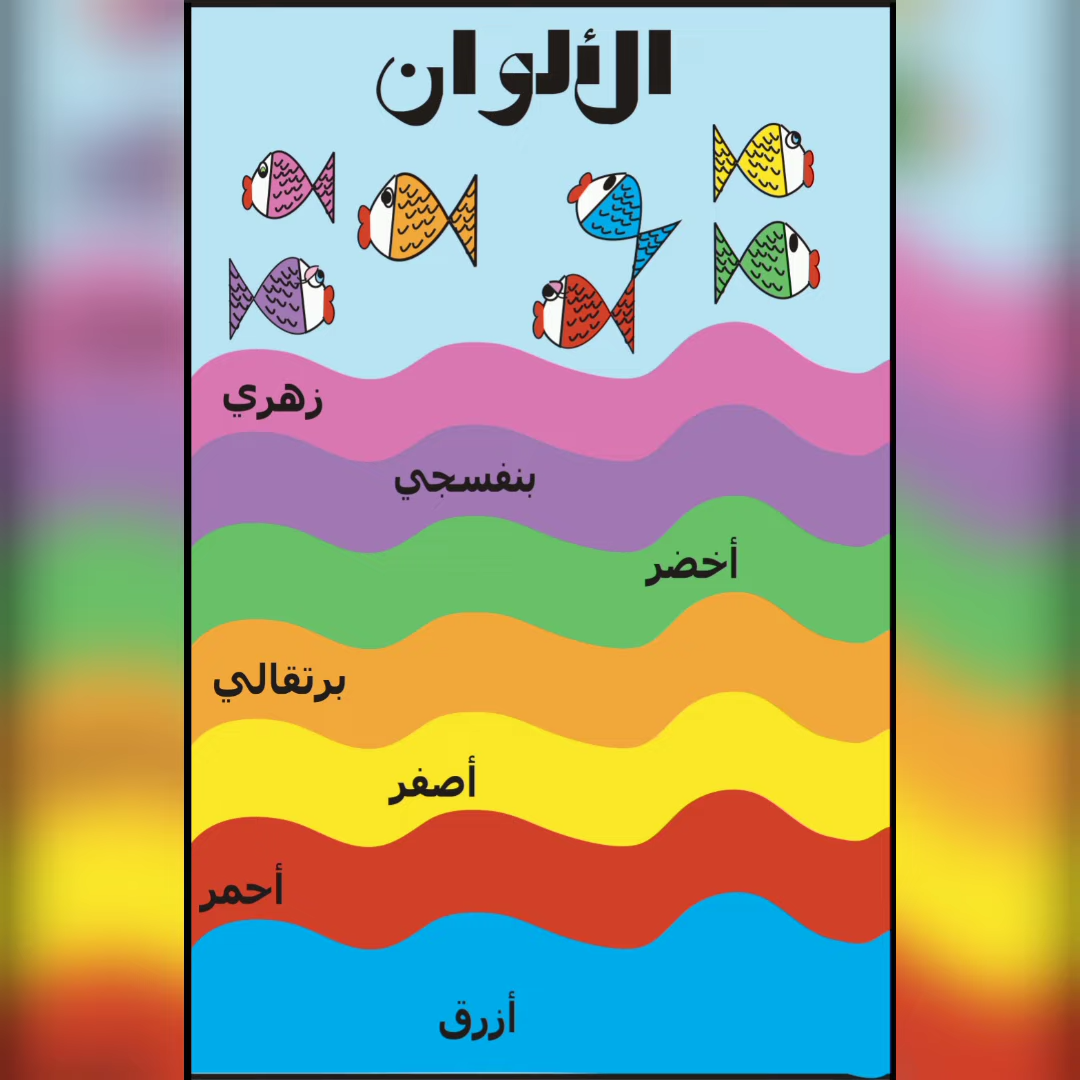 الألوان
زهري
بنفسجي
أخضر
برتقالي
أصفر
أحمر
أزرق